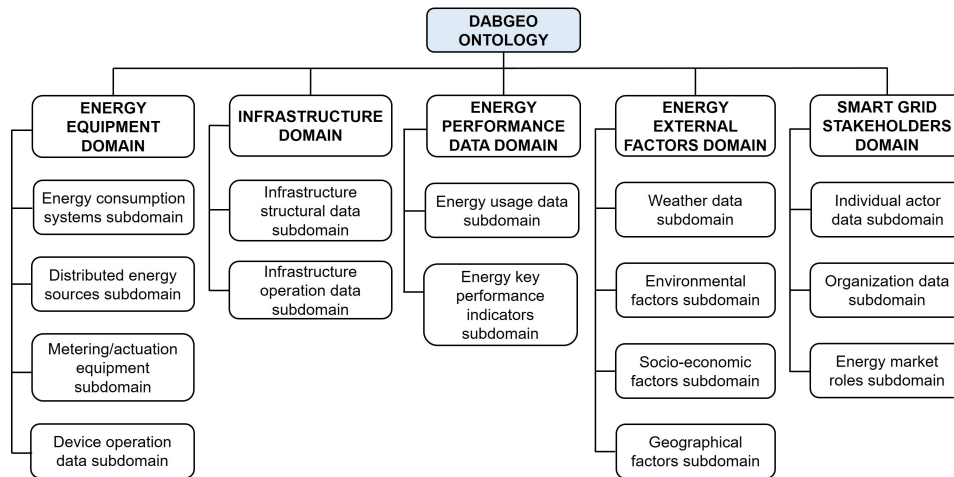 DABGEO
ONTOLOGY
ENERGY
EQUIPMENT
DOMAIN
Energy consumption
systems subdomain
Distributed energy
sources subdomain
Metering/actuation
equipment
subdomain
Device operation
data subdomain
INFRASTRUCTURE
DOMAIN
Infrastructure
structural data
subdomain
Infrastructure
operation data
subdomain
ENERGY
PERFORMANCE
DATA DOMAIN
Energy usage data
subdomain
Energy key
performance
indicators
subdomain
ENERGY
EXTERNAL
FACTORS DOMAIN
Weather data
subdomain
Environmental
factors subdomain
Socio-economic
factors subdomain
Geographical
factors subdomain
SMART GRID
STAKEHOLDERS
DOMAIN
Individual actor
data subdomain
Organization data
subdomain
Energy market
roles subdomain